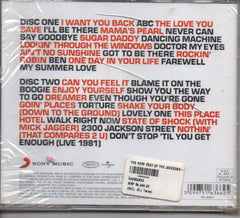 DISC ONE I WANT YOU BACK ABC THE LOVE YOU
SAVE I'LL BE THERE MAMA'S PEARL NEVER CAN
SAY GOODBYE SUGAR DADDY DANCING MACHINE
LOOKIN' THROUGH THE WINDOWS DOCTOR MY EYES
AIN'T NO SUNSHINE GOT TO BE THERE ROCKIN'
ROBIN BEN ONE DAY IN YOUR LIFE FAREWELL
MY SUMMER LOVE
DISC TWO CAN YOU FEEL IT BLAME IT ON THE
BOOGIE ENJOY YOURSELF SHOW YOU THE WAY
TO GO DREAMER EVEN THOUGH YOU'RE GONE
GOIN' PLACES TORTURE SHAKE YOUR BODY
(DOWN TO THE GROUND) LOVELY ONE THIS PLACE
HOTEL WALK RIGHT NOW STATE OF SHOCK (WITH
MICK JAGGER) 2300 JACKSON STREET NOTHIN'
(THAT COMPARES 2 U) DON'T STOP 'TIL YOU GET
ENOUGH (LIVE 1981)
SONY MUSIC
THE VERY BEST OF THE JACKSONS